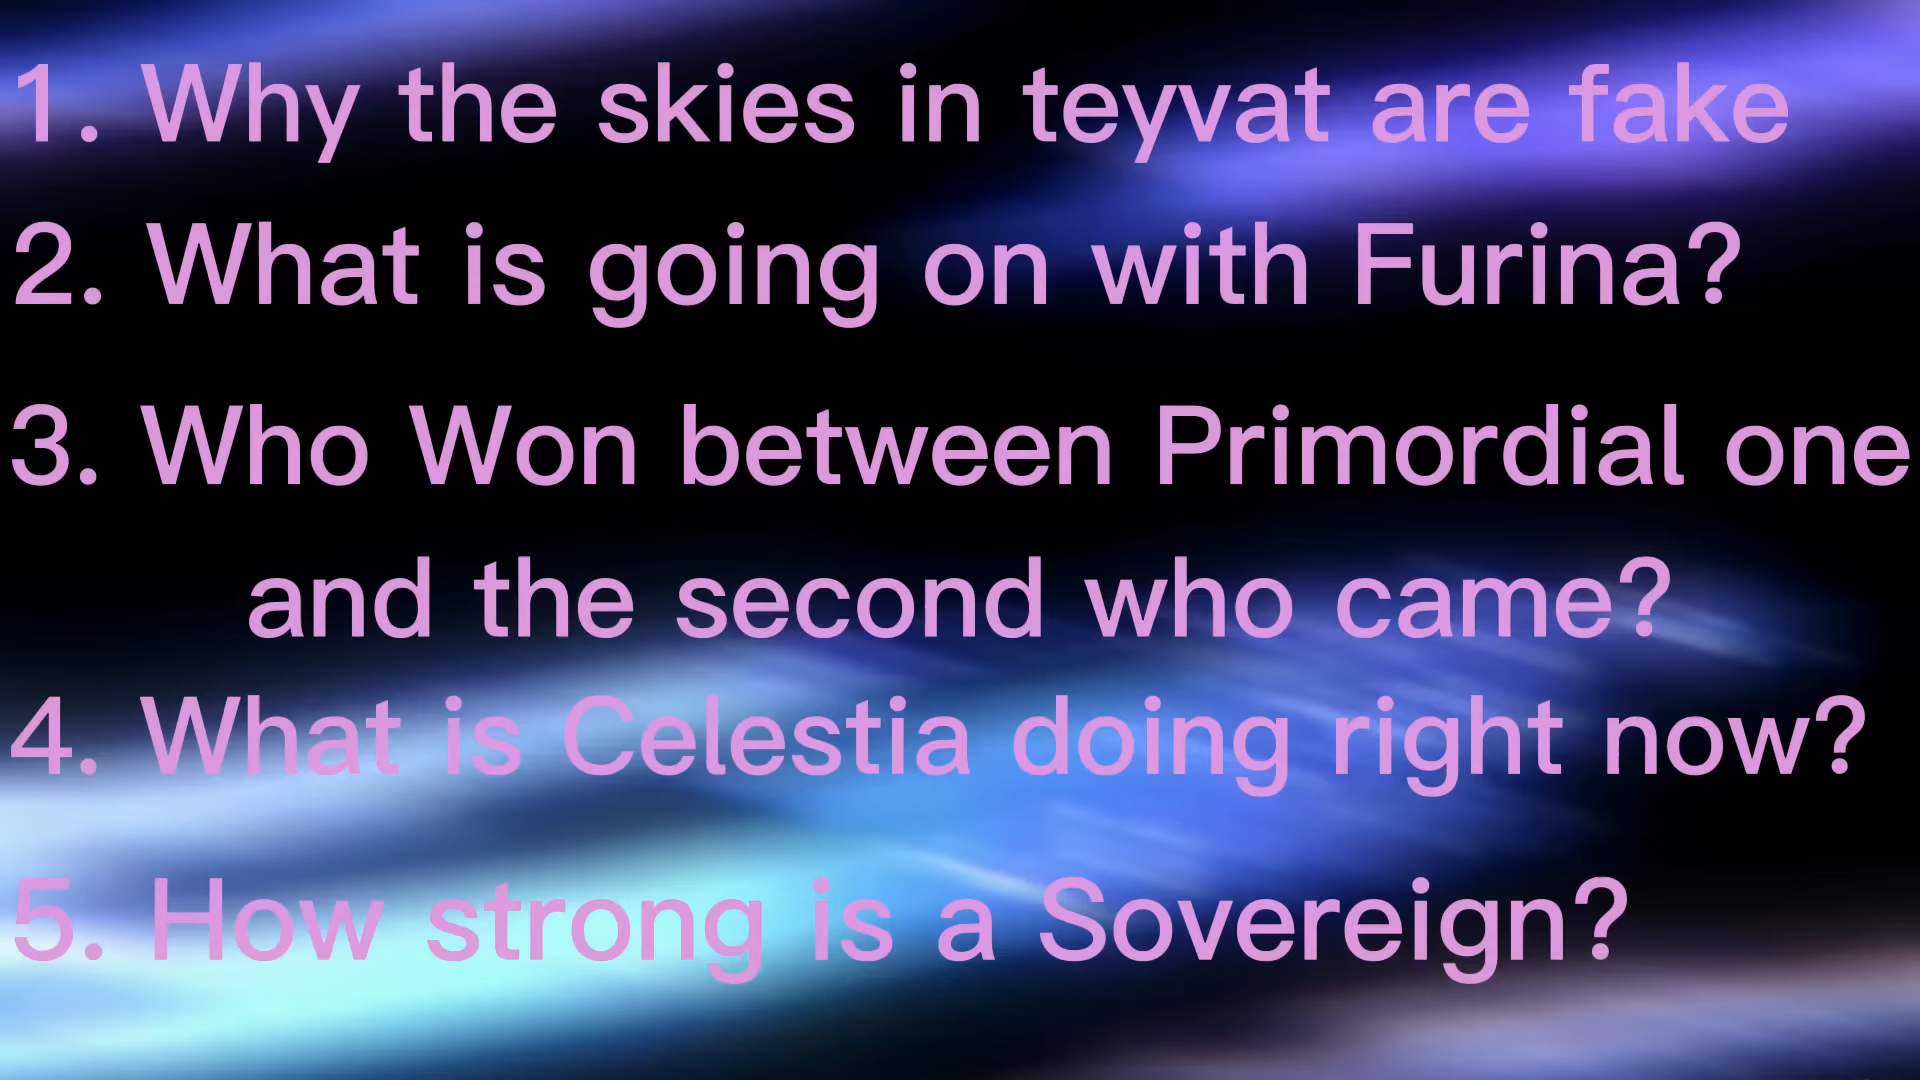 1. Why the skies in teyvat are fake
2. What is going on with Furina?
3. Who Won between Primordial one
and the second who came?
4. What is Celestia doing right now?
5. How strong is a Sovereign?